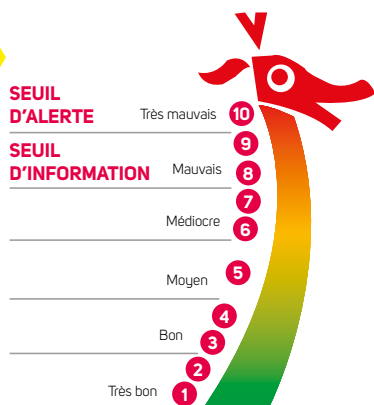 SEUIL
D'ALERTE
Très mauvais
10
9
SEUIL
D'INFORMATION
Mauvais
8
7
Médiocre
6
5
Moyen
4
Bon
3
2
Très bon
1